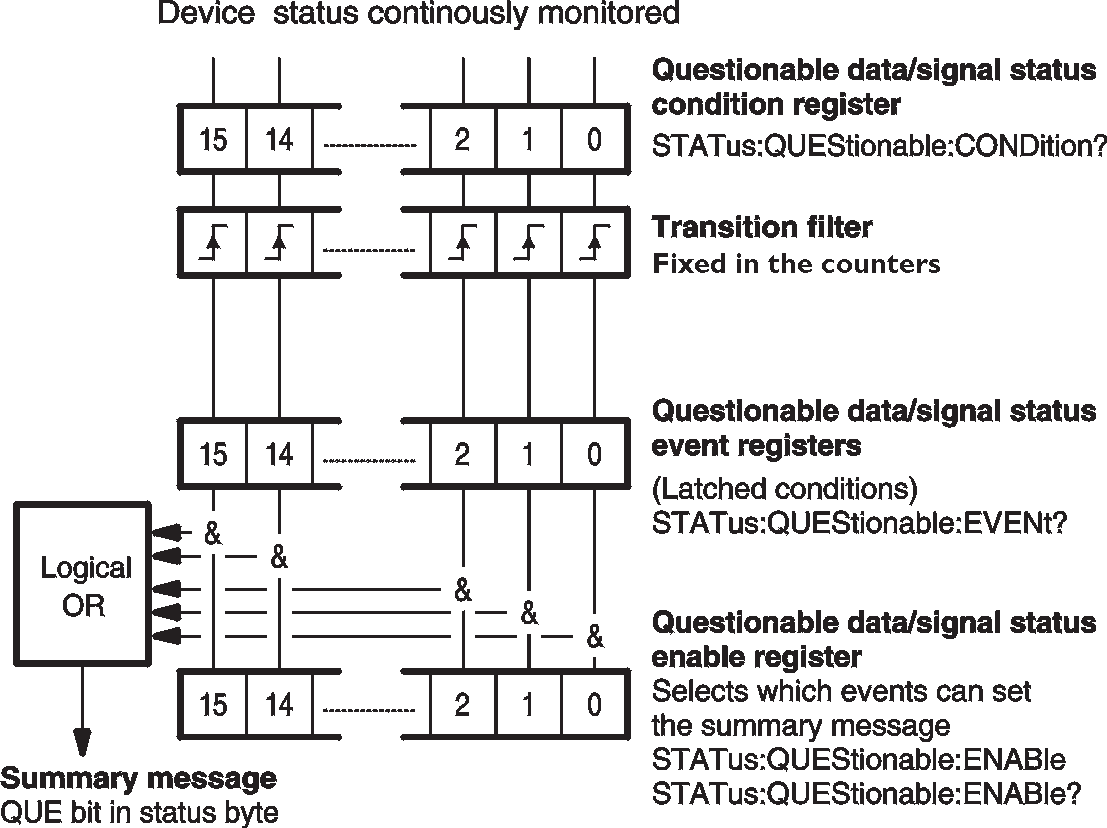 Device status continously monitored
Questionable data/signal status
condition register
15 14 2 1 0
STATus:QUEStionable:CONDition?
Transition filter
Fixed in the counters
Questionable data/signal status
event registers
15 14 2 1 0
(Latched conditions)
STATus:QUEStionable:EVENt?
&
&
&
&
&
Logical
OR
Questionable data/signal status
enable register
Selects which events can set
15 14 2 1 0
the summary message
STATus:QUEStionable:ENABle
STATus:QUEStionable:ENABle?
Summary message
QUE bit in status byte